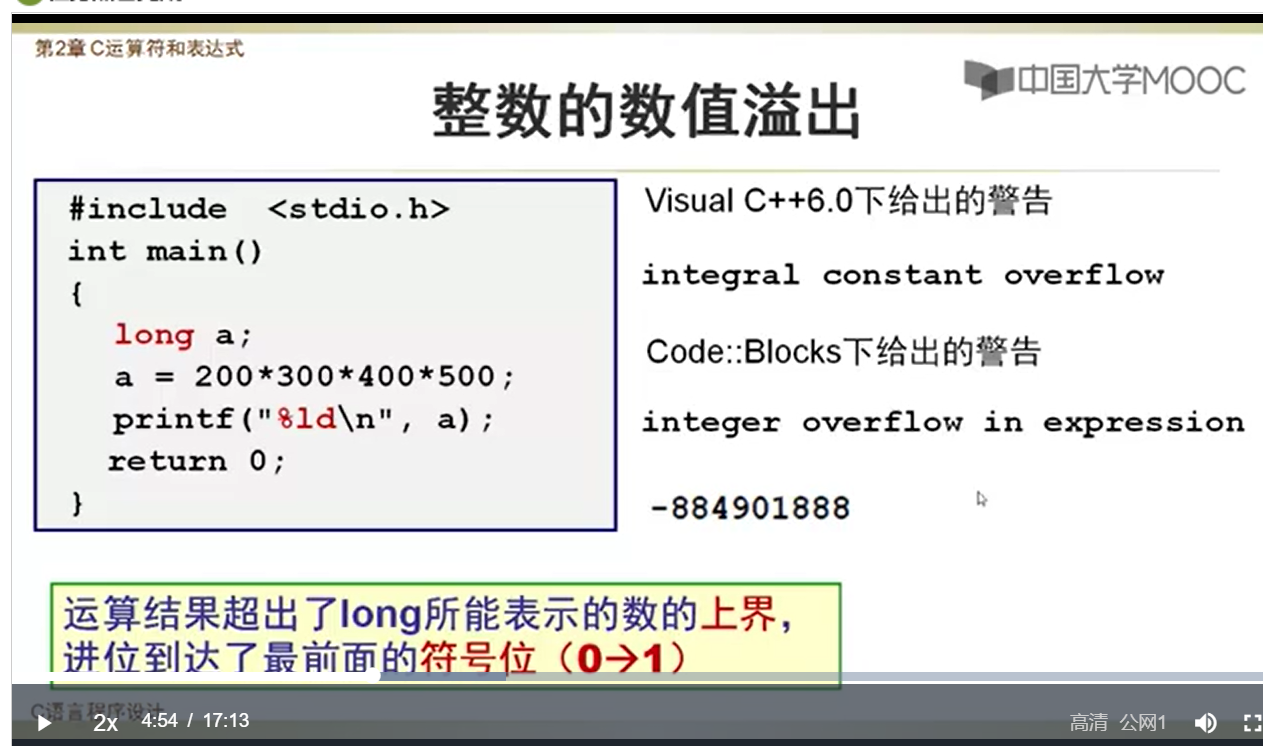 第2章 C运算符和表达式
中国大学MOOC
整数的数值溢出
#include <stdio.h>
int main()
{
long a;
a = 200*300*400*500;
printf("%ld\n", a);
return 0;
}
Visual C++6.0下给出的警告
integral constant overflow
Code::Blocks下给出的警告
integer overflow in expression
-884901888
运算结果超出了long所能表示的数的上界，
进位到达了最前面的符号位（0→1）
C语言程序设计
2x 4:54 / 17:13 高清 公网1